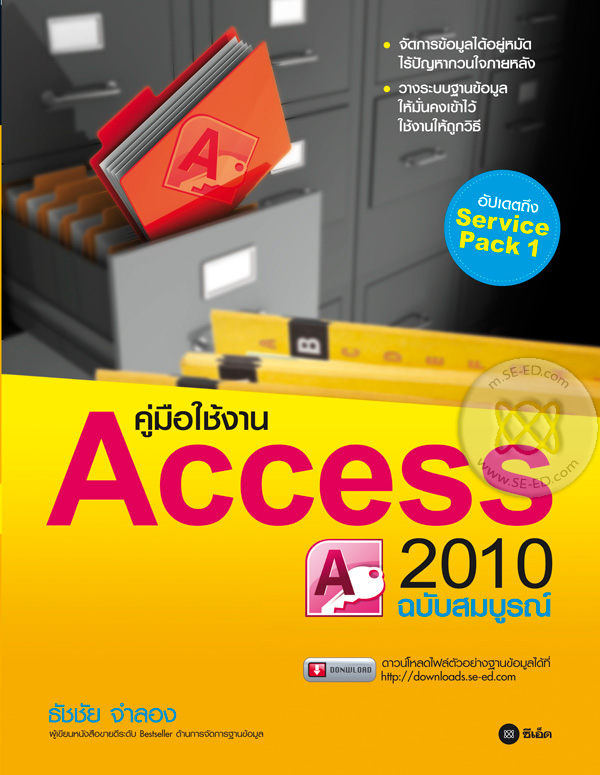 • จัดการข้อมูลได้อยู่หมัด
ไร้ปัญหากวนใจภายหลัง
• วางระบบฐานข้อมูล
ให้มั่นคงเข้าไว้
ใช้งานให้ถูกวิธี
อัปเดตถึง
Service
Pack 1
A B C D E F
m.SE-ED.com
www.SE-ED.com
คู่มือใช้งาน
Access
A 2010
ฉบับสมบูรณ์
DONWLOAD
ดาวน์โหลดไฟล์ตัวอย่างฐานข้อมูลได้ที่
http://downloads.se-ed.com
ธัชชัย จำลอง
ผู้เขียนหนังสือขายดีระดับ Bestseller ด้านการจัดการฐานข้อมูล
ซีเอ็ด